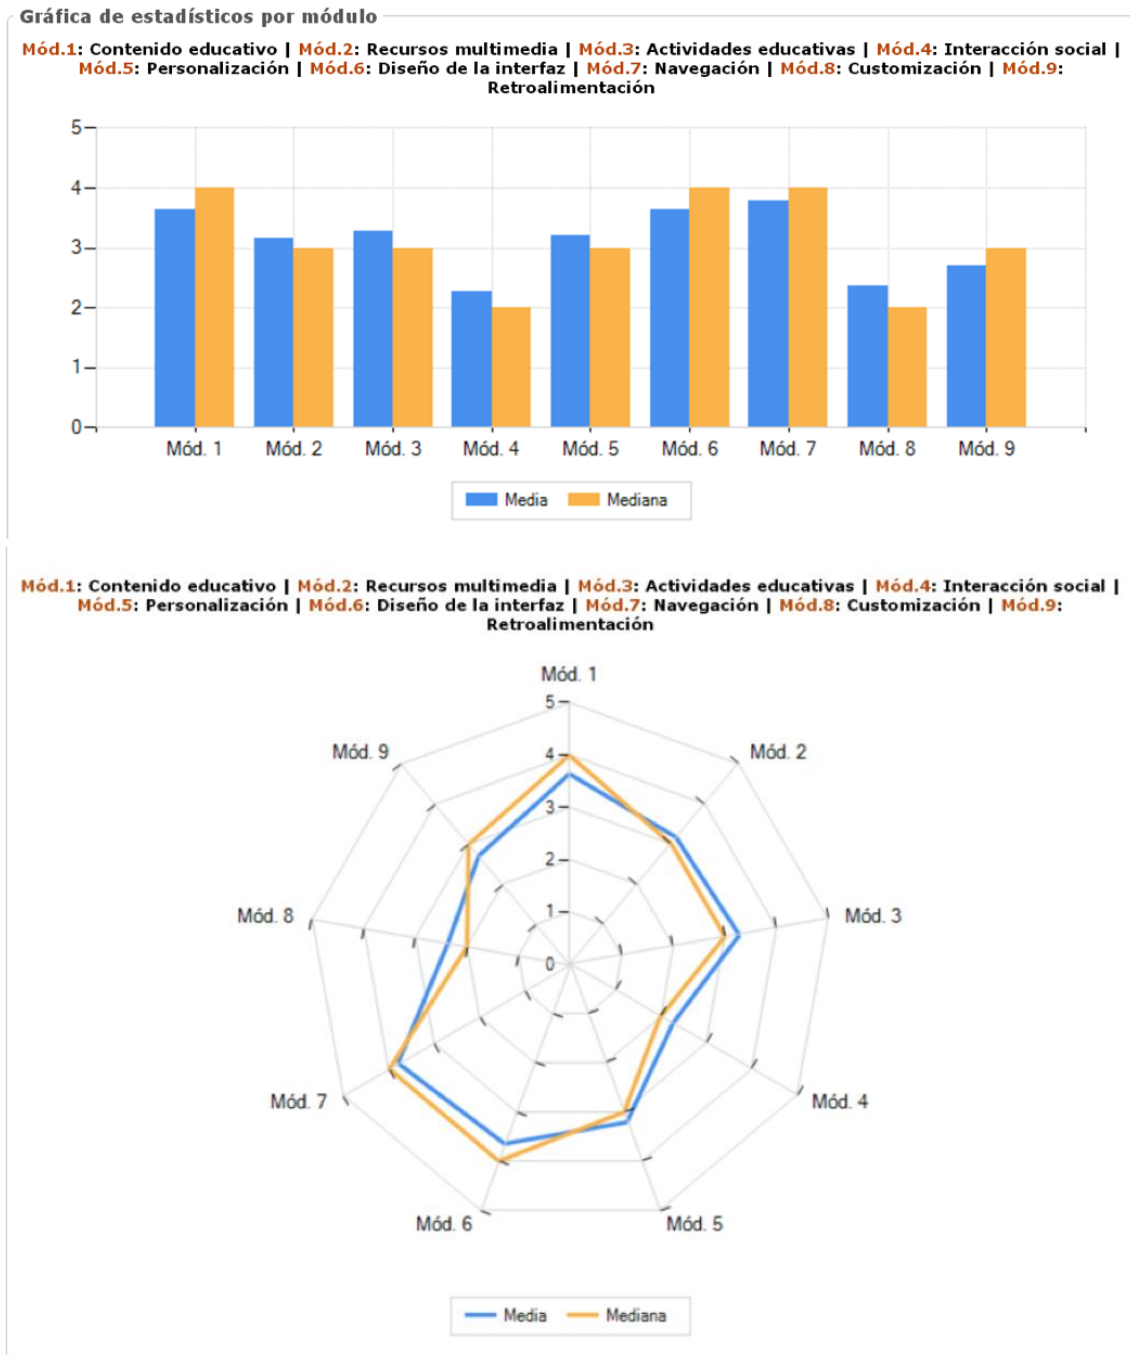 Gráfica de estadísticos por módulo
Mód.1: Contenido educativo | Mód.2: Recursos multimedia | Mód.3: Actividades educativas | Mód.4: Interacción social |
Mód.5: Personalización | Mód.6: Diseño de la interfaz | Mód.7: Navegación | Mód.8: Customización | Mód.9:
Retroalimentación
5
4
3
2
1
0
Mód. 1 Mód. 2 Mód. 3 Mód. 4 Mód. 5 Mód. 6 Mód. 7 Mód. 8 Mód. 9
Media Mediana
Mód.1: Contenido educativo | Mód.2: Recursos multimedia | Mód.3: Actividades educativas | Mód.4: Interacción social |
Mód.5: Personalización | Mód.6: Diseño de la interfaz | Mód.7: Navegación | Mód.8: Customización | Mód.9:
Retroalimentación
Mód. 1
5
Mód. 9 Mód. 2
4
3
2
Mód. 8 1 Mód. 3
0
Mód. 7 Mód. 4
Mód. 6 Mód. 5
Media Mediana